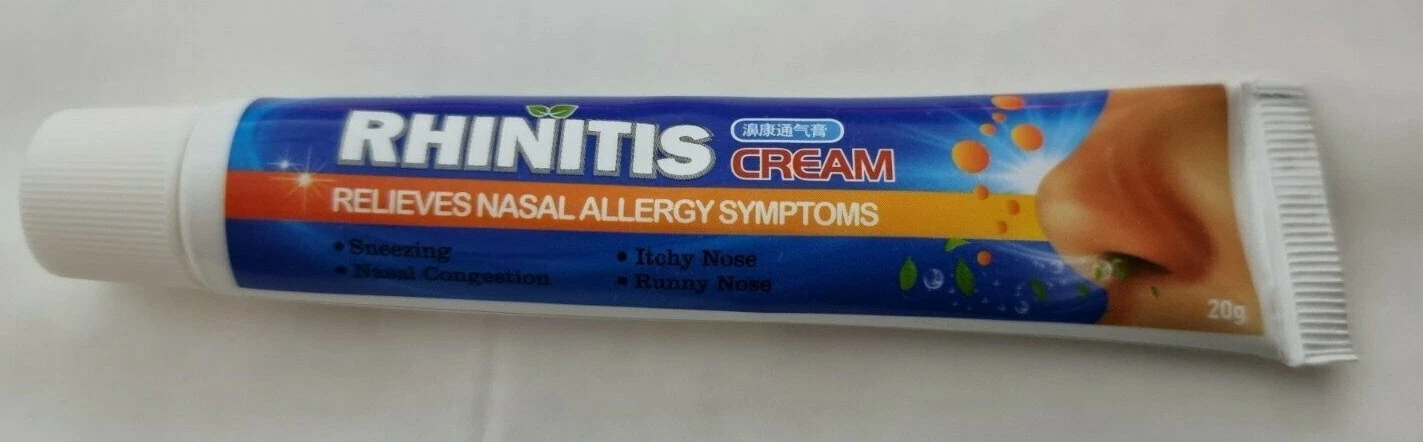 RHINITIS
濞康通气膏
CREAM
RELIEVES NASAL ALLERGY SYMPTOMS
• Sneezing
• Nasal Congestion
• Itchy Nose
▪ Runny Nose
20g